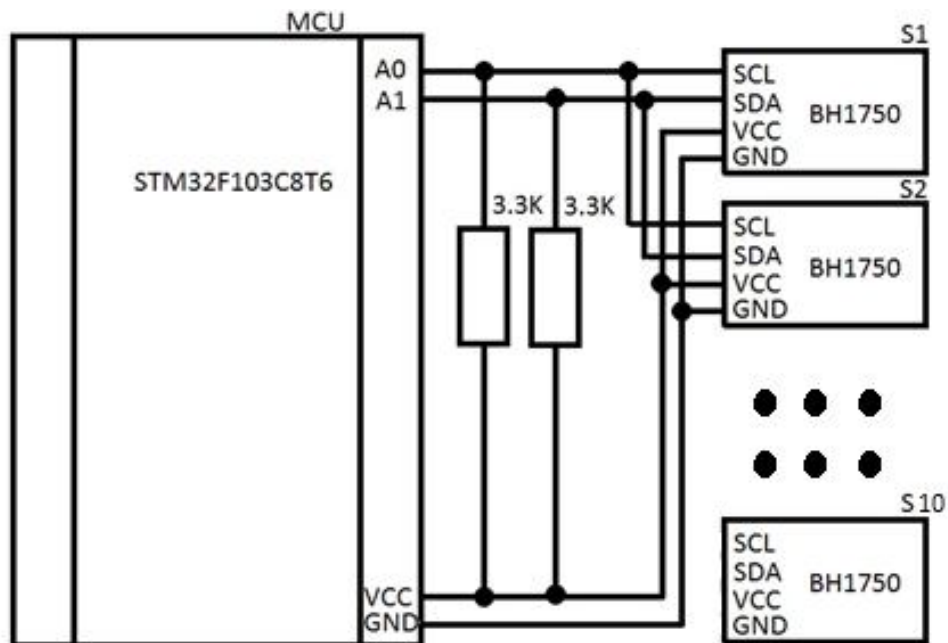 MCU
STM32F103C8T6
A0
A1
VCC
GND
3.3K 3.3K
S1
SCL
SDA
VCC
GND
BH1750
S2
SCL
SDA
VCC
GND
BH1750
S10
SCL
SDA
VCC
GND
BH1750